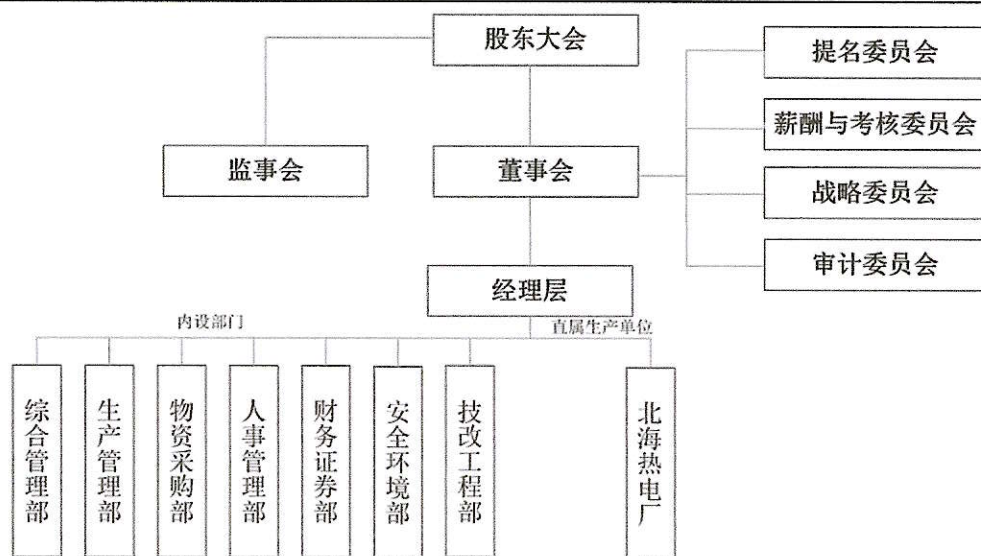 股东大会
提名委员会
薪酬与考核委员会
监事会
董事会
战略委员会
审计委员会
经理层
内设部门
直属生产单位
综合管理部
生产管理部
物资采购部
人事管理部
财务证券部
安全环境部
技改工程部
北海热电厂